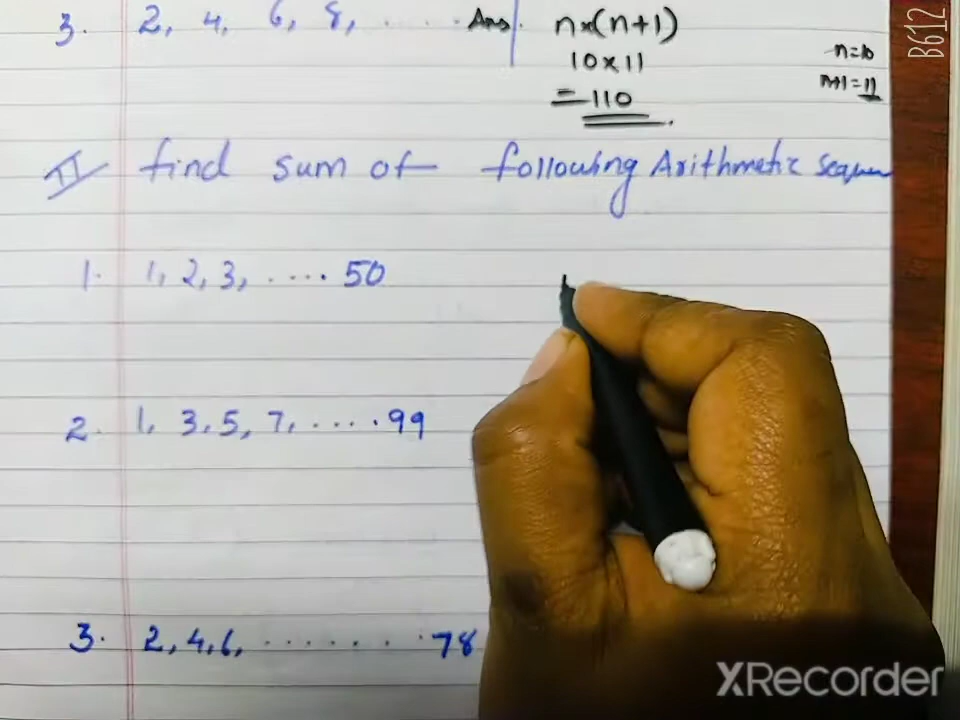 3. 2, 4, 6, 8, ..... Ans/. n×(n+1)
10×11
= 110
n=10
n+1=11
II find sum of following Arithmetic
1. 1, 2, 3, ..... 50
2. 1, 3, 5, 7, ..... 99
3. 2, 4, 6, ....... 78
B612
XRecorder